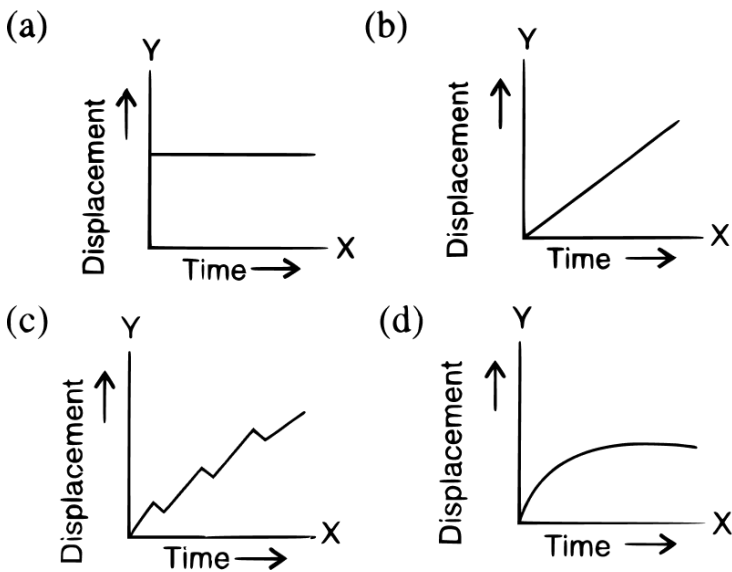 (a)
Y
Displacement
X
Time
(b)
Y
Displacement
X
Time
(c)
Y
Displacement
X
Time
(d)
Y
Displacement
X
Time